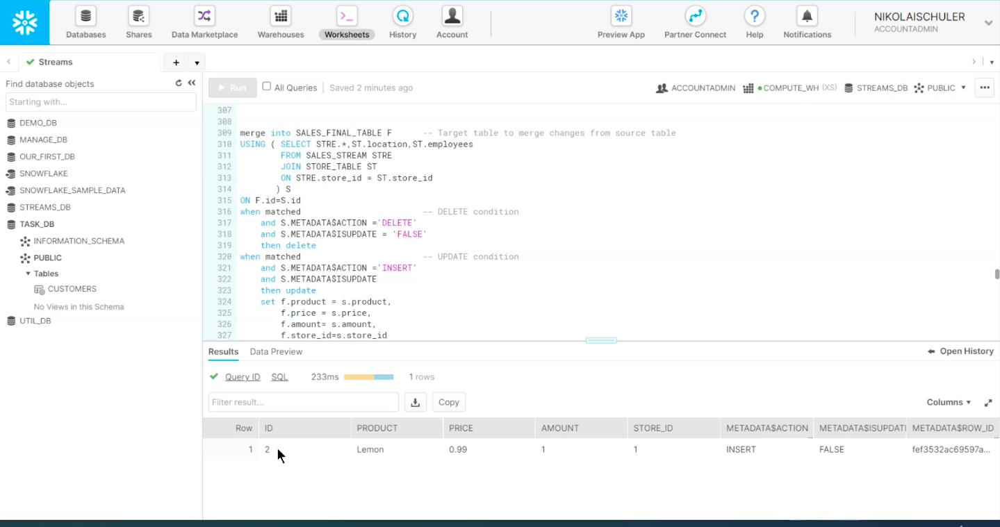 Databases Shares Data Marketplace Warehouses Worksheets History Account Preview App Partner Connect Help Notifications
NIKOLAISCHULER
ACCOUNTADMIN
Streams
Find database objects
Starting with...
DEMO_DB
MANAGE_DB
OUR_FIRST_DB
SNOWFLAKE
SNOWFLAKE_SAMPLE_DATA
STREAMS_DB
TASK_DB
INFORMATION_SCHEMA
PUBLIC
Tables
CUSTOMERS
No Views in this Schema
UTIL_DB
Run All Queries Saved 2 minutes ago ACCOUNTADMIN COMPUTE_WH (XS) STREAMS_DB PUBLIC
307
308
309 merge into SALES_FINAL_TABLE F -- Target table to merge changes from source table
310 USING ( SELECT STRE.*,ST.location,ST.employees
311 FROM SALES_STREAM STRE
312 JOIN STORE_TABLE ST
313 ON STRE.store_id = ST.store_id
314 ) S
315 ON F.id=S.id
316 when matched -- DELETE condition
317 and S.METADATA$ACTION ='DELETE'
318 and S.METADATA$ISUPDATE = 'FALSE'
319 then delete
320 when matched -- UPDATE condition
321 and S.METADATA$ACTION ='INSERT'
322 and S.METADATA$ISUPDATE
323 then update
324 set f.product = s.product,
325 f.price = s.price,
326 f.amount= s.amount,
327 f.store_id=s.store_id
Results Data Preview Open History
Query ID SQL 233ms 1 rows
Filter result... Copy Columns
Row ID PRODUCT PRICE AMOUNT STORE_ID METADATA$ACTION METADATA$ISUPDATI METADATA$ROW_ID
1 2 Lemon 0.99 1 1 INSERT FALSE fef3532ac69597a...